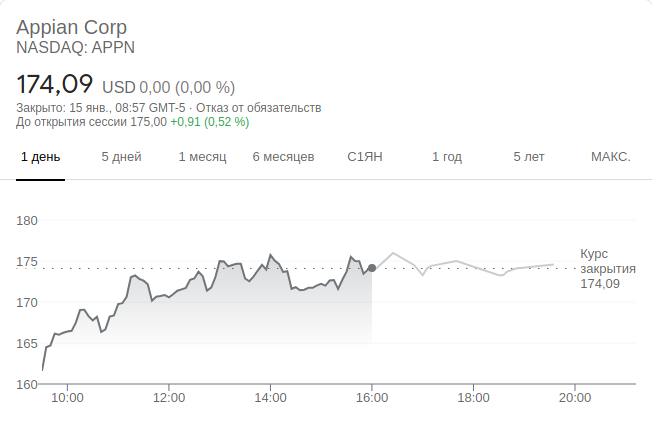 Appian Corp
NASDAQ: APPN
174,09 USD 0,00 (0,00 %)
Закрыто: 15 янв., 08:57 GMT-5 · Отказ от обязательств
До открытия сессии 175,00 +0,91 (0,52 %)
1 день 5 дней 1 месяц 6 месяцев С1ЯН 1 год 5 лет МАКС.
180
175
170
165
160
Курс
закрытия
174,09
10:00 12:00 14:00 16:00 18:00 20:00